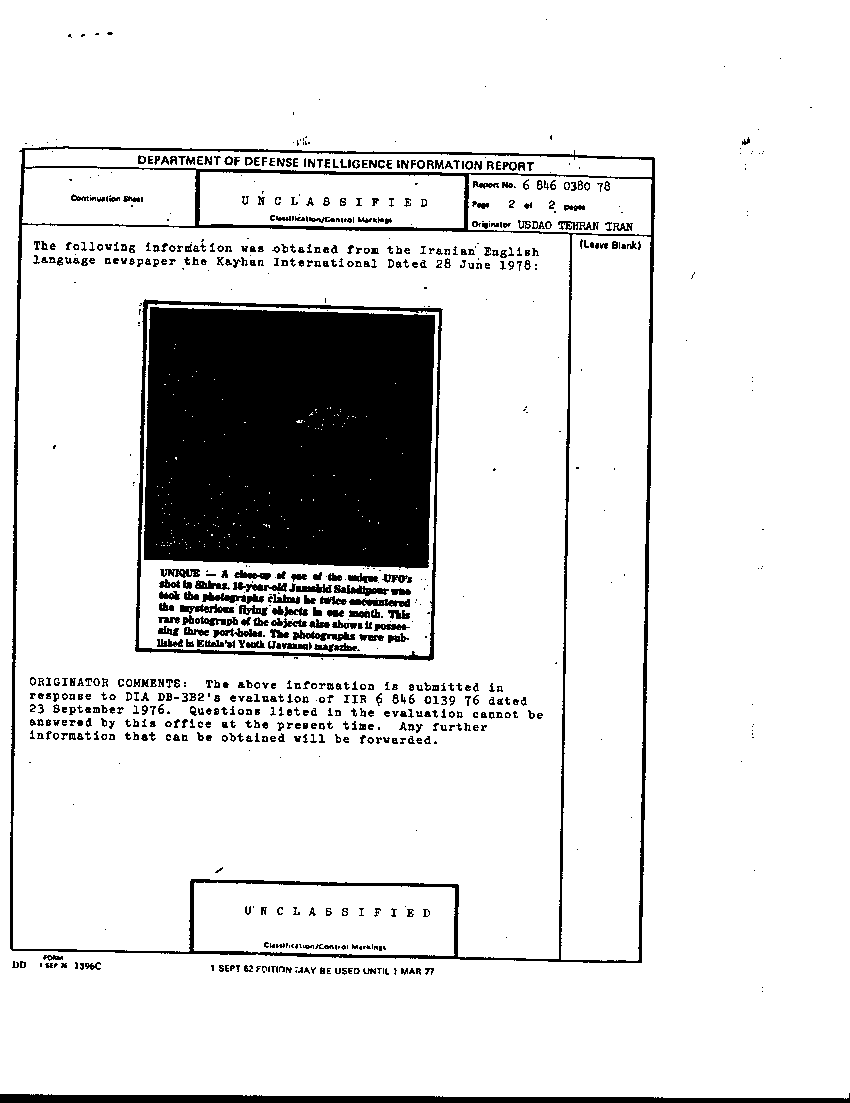 DEPARTMENT OF DEFENSE INTELLIGENCE INFORMATION REPORT
Continuation Sheet
UNCLASSIFIED
Classification/Control Markings
Report No. 6 846 0380 78
Page 2 of 2 pages
Originator USDAO TEHRAN IRAN
(Leave Blank)
The following information was obtained from the Iranian English
language newspaper the Kayhan International Dated 28 June 1978:
UNIQUE — A close-up of one of the unique UFO's
shot in Shiraz. 16-year-old Jamshid Saiadipour who
took the photographs claims he twice encountered
the mysterious flying objects in one month. This
rare photograph of the objects also shows it posses-
sing three port-holes. The photographs were pub-
lished in Ettela'at Youth (Javanan) magazine.
ORIGINATOR COMMENTS: The above information is submitted in
response to DIA DB-3B2's evaluation of IIR 6 846 0139 76 dated
23 September 1976. Questions listed in the evaluation cannot be
answered by this office at the present time. Any further
information that can be obtained will be forwarded.
UNCLASSIFIED
Classification/Control Markings
DD FORM 1 SEP 76 1396C
1 SEPT 62 EDITION MAY BE USED UNTIL 1 MAR 77